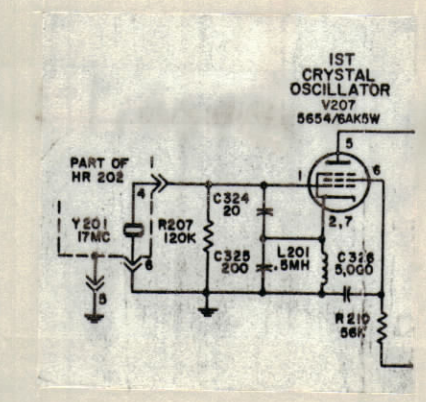 1ST
CRYSTAL
OSCILLATOR
V207
5654/6AK5W
5
PART OF
HR 202
1
4
1
6
C324
20
2,7
Y201
17MC
R207
120K
C325
200
L201
.5MH
C326
5,000
6
5
R210
56K